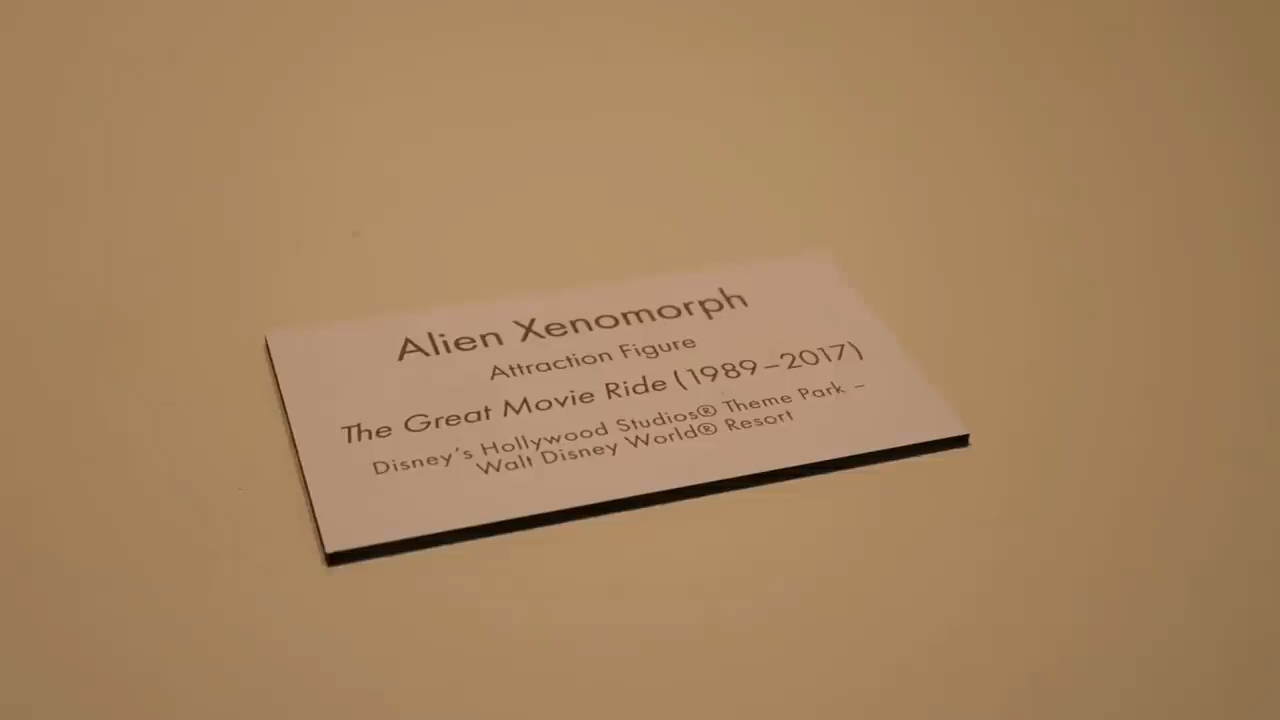 Alien Xenomorph
Attraction Figure
The Great Movie Ride (1989–2017)
Disney's Hollywood Studios® Theme Park –
Walt Disney World® Resort